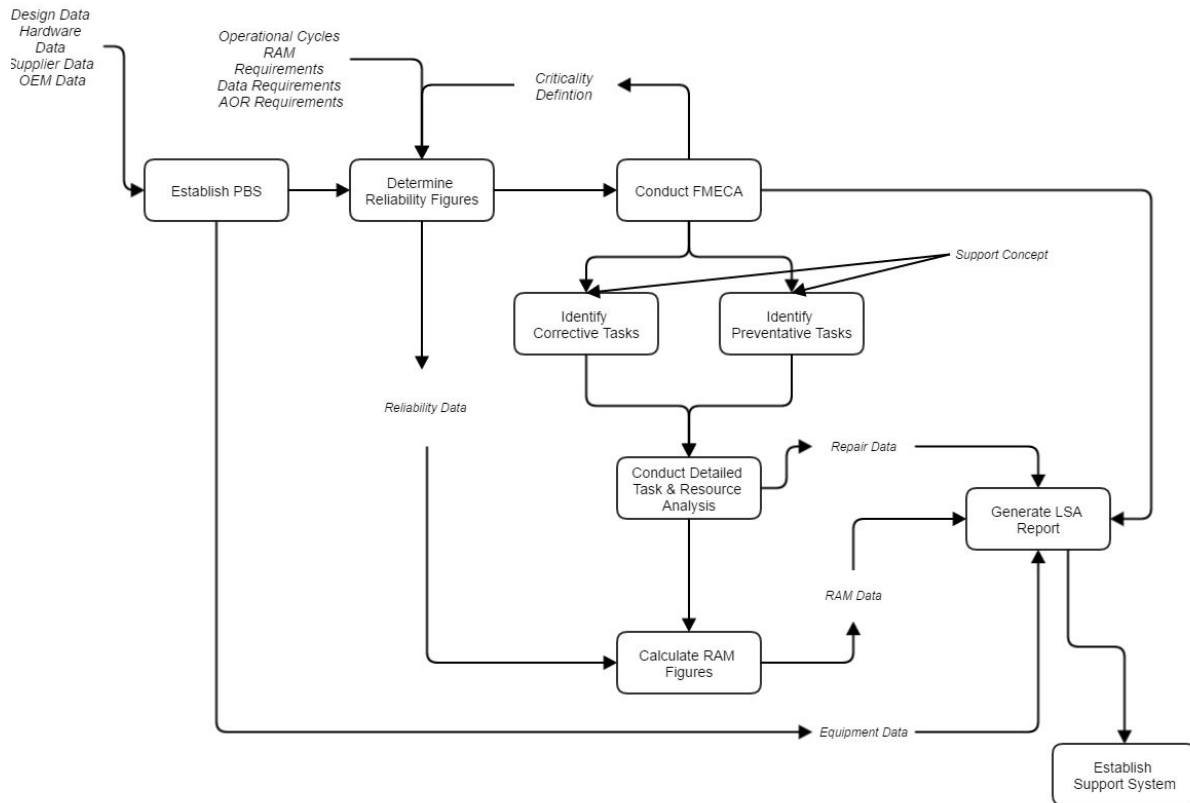 Design Data
Hardware
Data
Supplier Data
OEM Data
Operational Cycles
RAM
Requirements
Data Requirements
AOR Requirements
Criticality
Defintion
Establish PBS
Determine
Reliability Figures
Conduct FMECA
Support Concept
Identify
Corrective Tasks
Identify
Preventative Tasks
Reliability Data
Conduct Detailed
Task & Resource
Analysis
Repair Data
Generate LSA
Report
RAM Data
Calculate RAM
Figures
Equipment Data
Establish
Support System